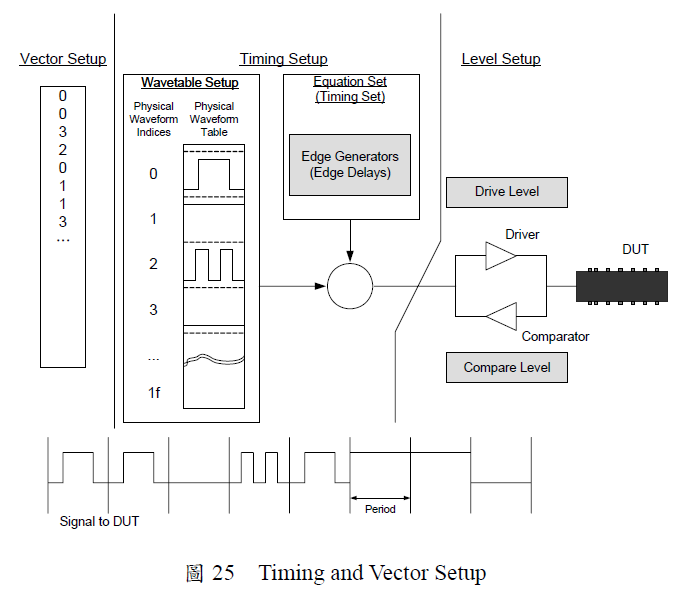 Vector Setup
Timing Setup
Level Setup
0
0
3
2
0
1
1
3
...
Wavetable Setup
Physical
Waveform
Indices
Physical
Waveform
Table
0
1
2
3
...
1f
Equation Set
(Timing Set)
Edge Generators
(Edge Delays)
Drive Level
Driver
DUT
Comparator
Compare Level
Period
Signal to DUT
圖 25 Timing and Vector Setup